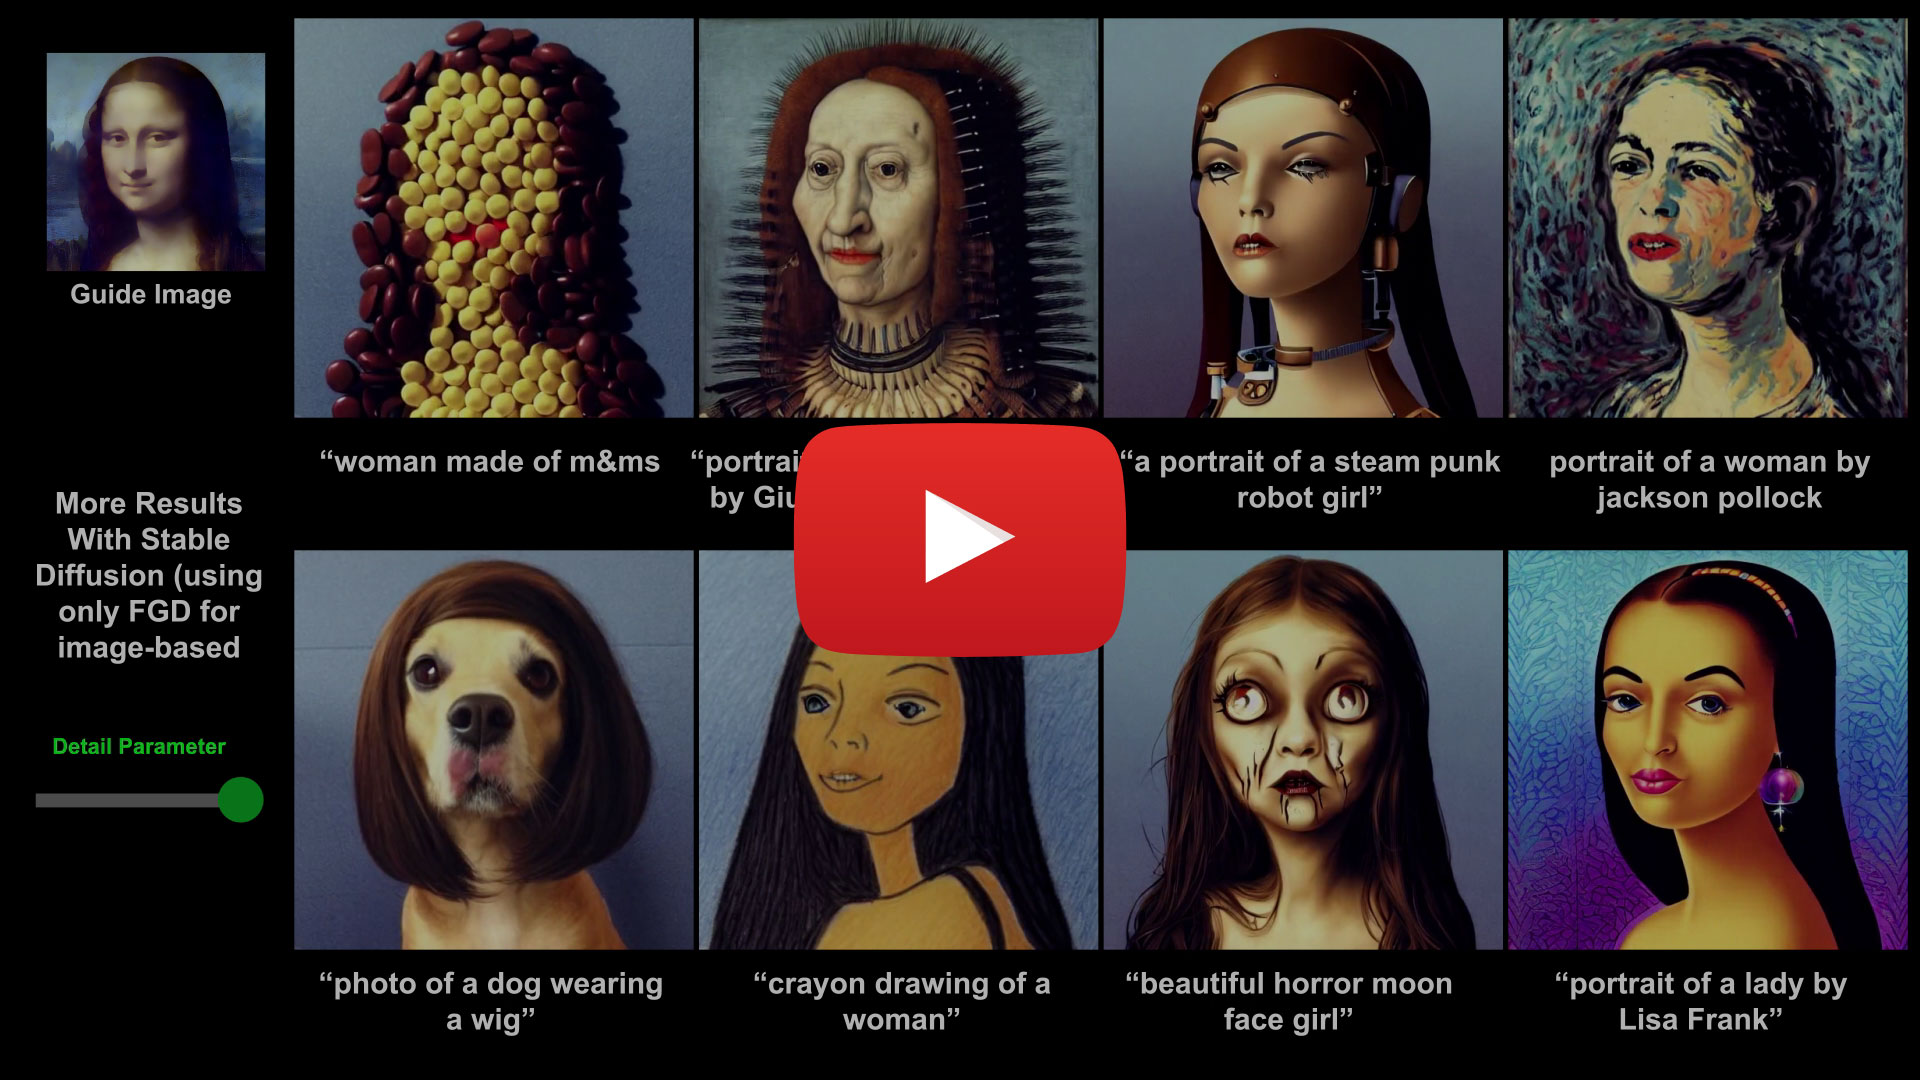 Guide Image
More Results
With Stable
Diffusion (using
only FGD for
image-based
Detail Parameter
“woman made of m&ms
“portrai
by Giu
“a portrait of a steam punk
robot girl”
portrait of a woman by
jackson pollock
“photo of a dog wearing
a wig”
“crayon drawing of a
woman”
“beautiful horror moon
face girl”
“portrait of a lady by
Lisa Frank”